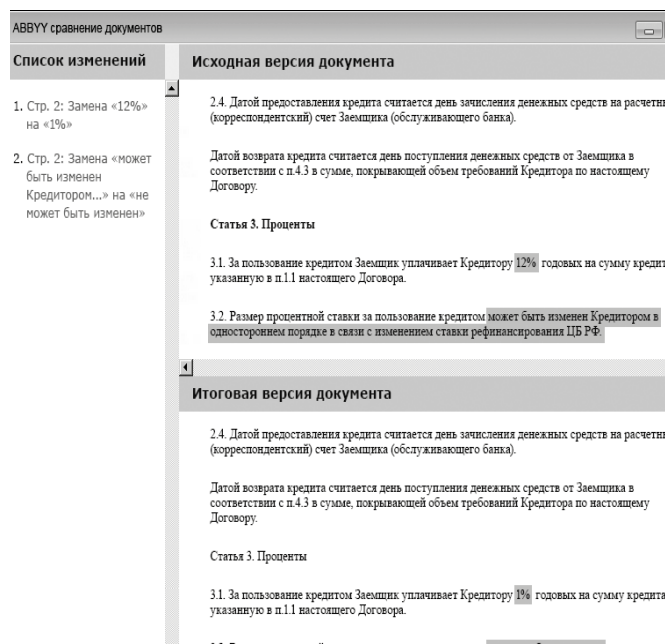 ABBYY сравнение документов
Список изменений
1. Стр. 2: Замена «12%»
на «1%»
2. Стр. 2: Замена «может
быть изменен
Кредитором...» на «не
может быть изменен»
Исходная версия документа
2.4. Датой предоставления кредита считается день зачисления денежных средств на
(корреспондентский) счет Заемщика (обслуживающего банка).
Датой возврата кредита считается день поступления денежных средств от Заемщика в
соответствии с п.4.3 в сумме, покрывающей объем требований Кредитора по настоящему
Договору.
Статья 3. Проценты
3.1. За пользование кредитом Заемщик уплачивает Кредитору 12% годовых на сумму
указанную в п.1.1 настоящего Договора.
3.2. Размер процентной ставки за пользование кредитом может быть изменен Кредитором в
одностороннем порядке в связи с изменением ставки рефинансирования ЦБ РФ.
Итоговая версия документа
2.4. Датой предоставления кредита считается день зачисления денежных средств на
(корреспондентский) счет Заемщика (обслуживающего банка).
Датой возврата кредита считается день поступления денежных средств от Заемщика в
соответствии с п.4.3 в сумме, покрывающей объем требований Кредитора по настоящему
Договору.
Статья 3. Проценты
3.1. За пользование кредитом Заемщик уплачивает Кредитору 1% годовых на сумму кредита
указанную в п.1.1 настоящего Договора.